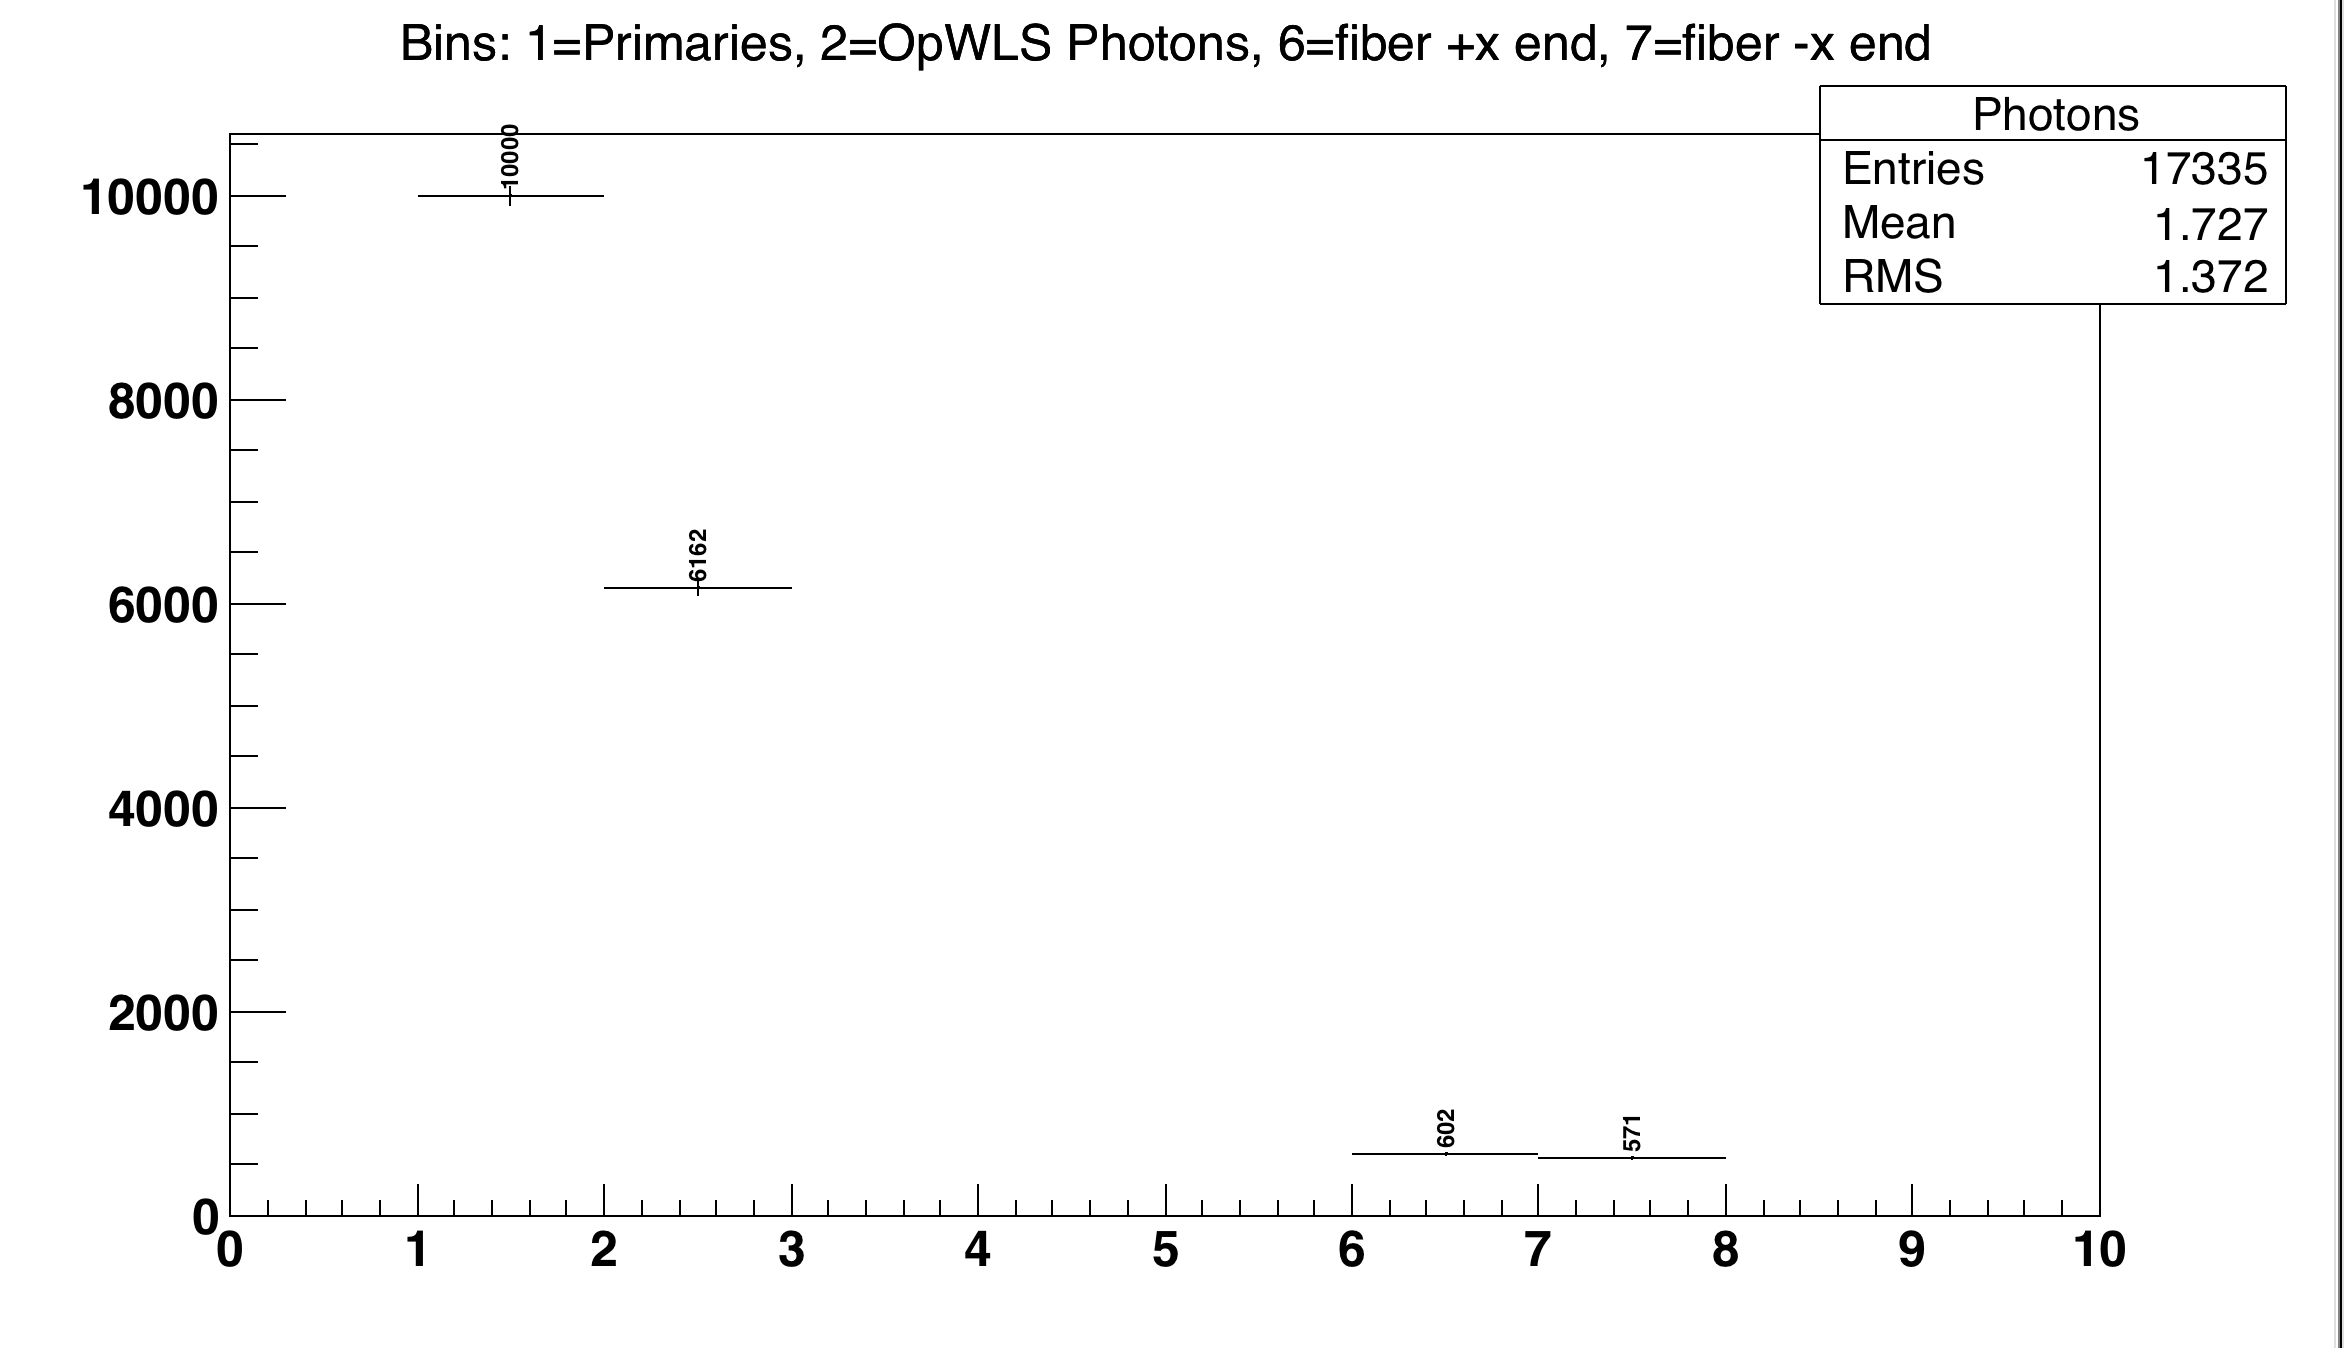 Bins: 1=Primaries, 2=OpWLS Photons, 6=fiber +x end, 7=fiber -x end
Photons
Entries 17335
Mean 1.727
RMS 1.372
10000
10000
8000
6162
6000
4000
2000
602
571
0
0 1 2 3 4 5 6 7 8 9 10